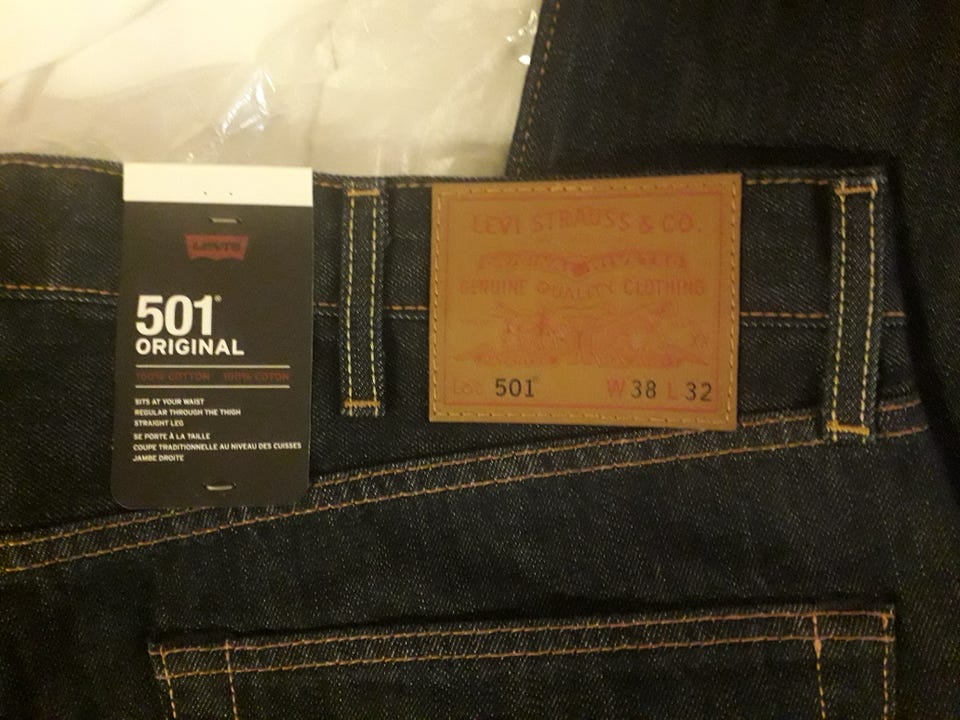 LEVI'S
501®
ORIGINAL
100% COTTON 100% COTON
SITS AT YOUR WAIST
REGULAR THROUGH THE THIGH
STRAIGHT LEG
SE PORTE À LA TAILLE
COUPE TRADITIONNELLE AU NIVEAU DES CUISSES
JAMBE DROITE
LEVI STRAUSS & CO.
GENUINE QUALITY CLOTHING
XX
Lot 501® W 38 L 32